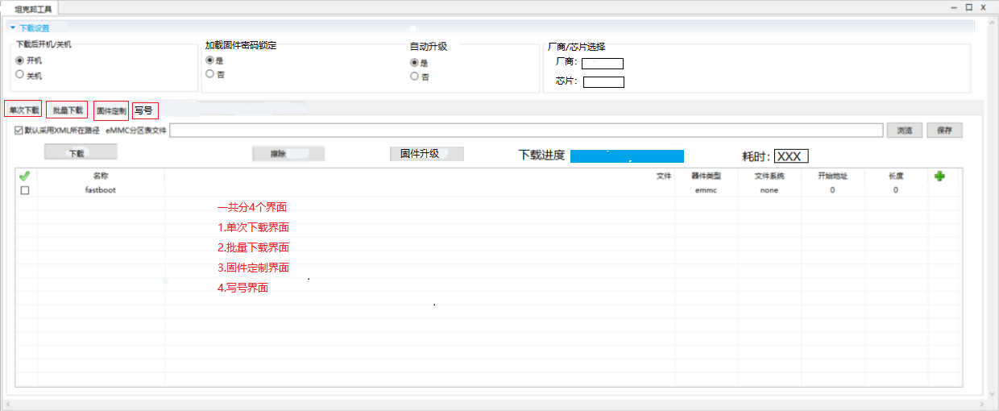 坦克邦工具
下载设置
下载后开机/关机
开机
关机
加载固件密码锁定
是
否
自动升级
是
否
厂商/芯片选择
厂商：
芯片：
单次下载 批量下载 固件定制 写号
默认采用XML所在路径 eMMC分区表文件 浏览 保存
下载 擦除 固件升级 下载进度 耗时： XXX
名称 文件 器件类型 文件系统 开始地址 长度
fastboot emmc none 0 0
一共分4个界面
1.单次下载界面
2.批量下载界面
3.固件定制界面
4.写号界面